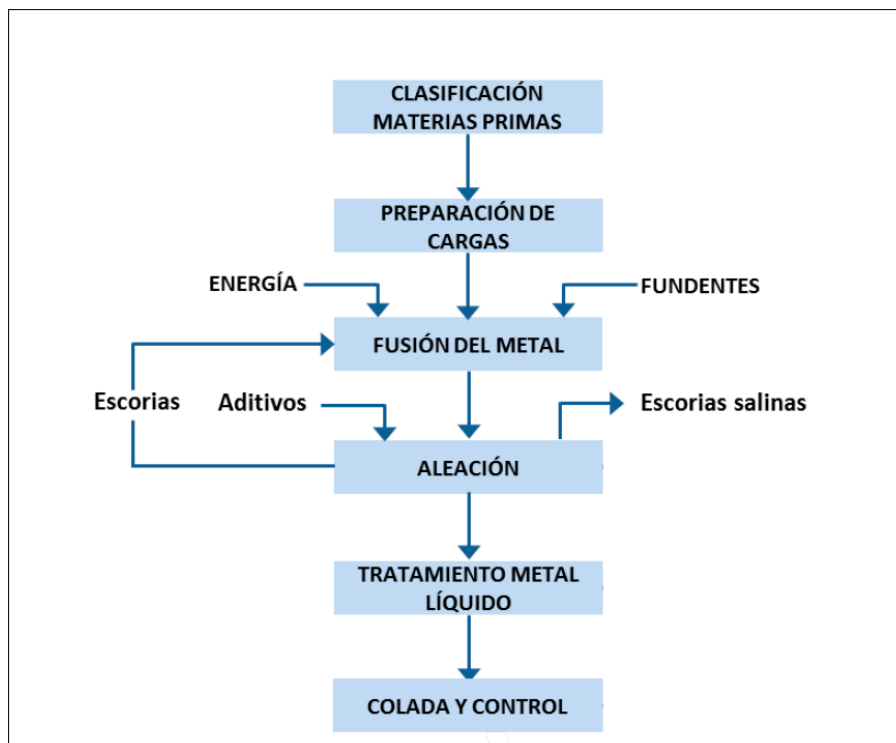 CLASIFICACIÓN
MATERIAS PRIMAS
PREPARACIÓN DE
CARGAS
ENERGÍA
FUNDENTES
FUSIÓN DEL METAL
Escorias
Aditivos
Escorias salinas
ALEACIÓN
TRATAMIENTO METAL
LÍQUIDO
COLADA Y CONTROL